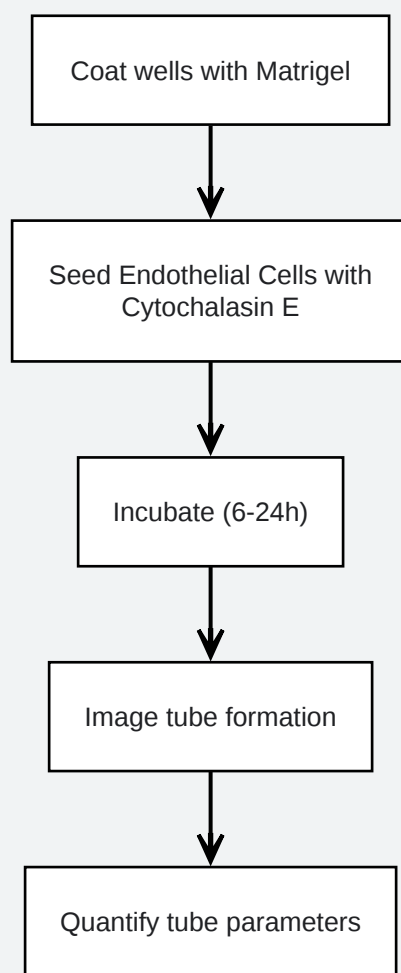 Coat wells with Matrigel
Seed Endothelial Cells with
Cytochalasin E
Incubate (6-24h)
Image tube formation
Quantify tube parameters